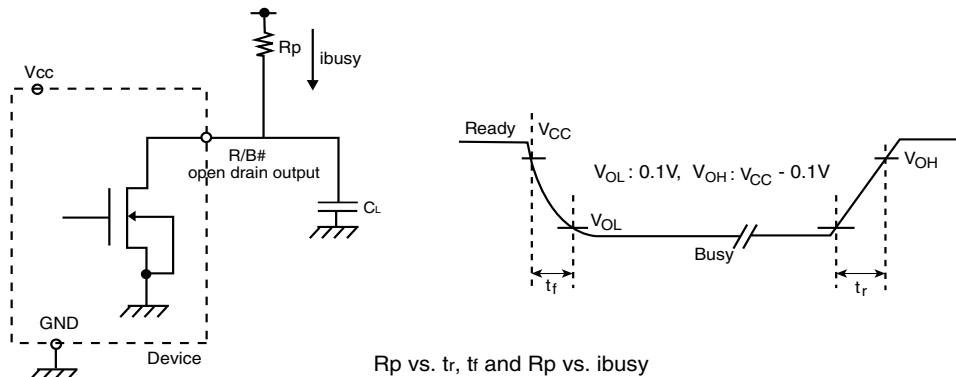 Rp
ibusy
Vcc
R/B#
open drain output
CL
GND
Device
Ready
VCC
VOL : 0.1V, VOH : VCC - 0.1V
VOH
VOL
Busy
tf
tr
Rp vs. tr, tf and Rp vs. ibusy